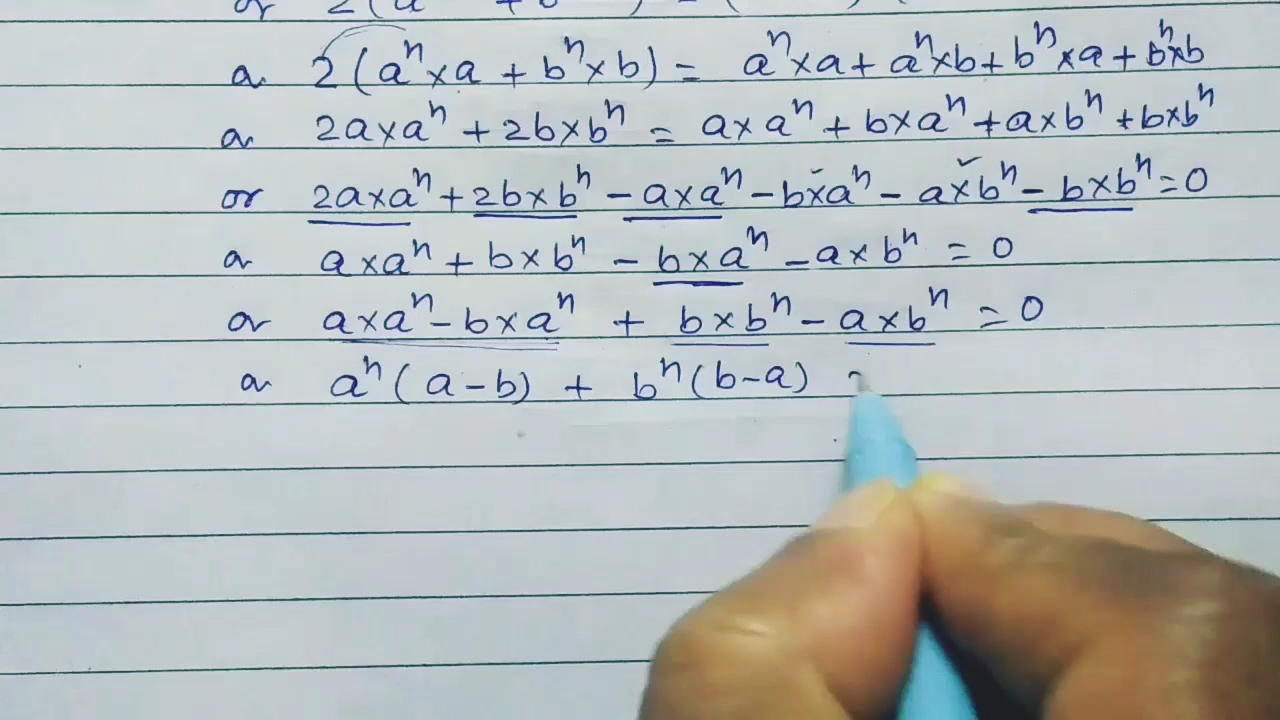 or 2(a + b
or 2(aⁿ×a + bⁿ×b) = aⁿ×a + aⁿ×b + bⁿ×a + bⁿ×b
or 2a×aⁿ + 2b×bⁿ = a×aⁿ + b×aⁿ + a×bⁿ + b×bⁿ
or 2a×aⁿ + 2b×bⁿ - a×aⁿ - b×aⁿ - a×bⁿ - b×bⁿ = 0
or a×aⁿ + b×bⁿ - b×aⁿ - a×bⁿ = 0
or a×aⁿ - b×aⁿ + b×bⁿ - a×bⁿ = 0
or aⁿ(a-b) + bⁿ(b-a)